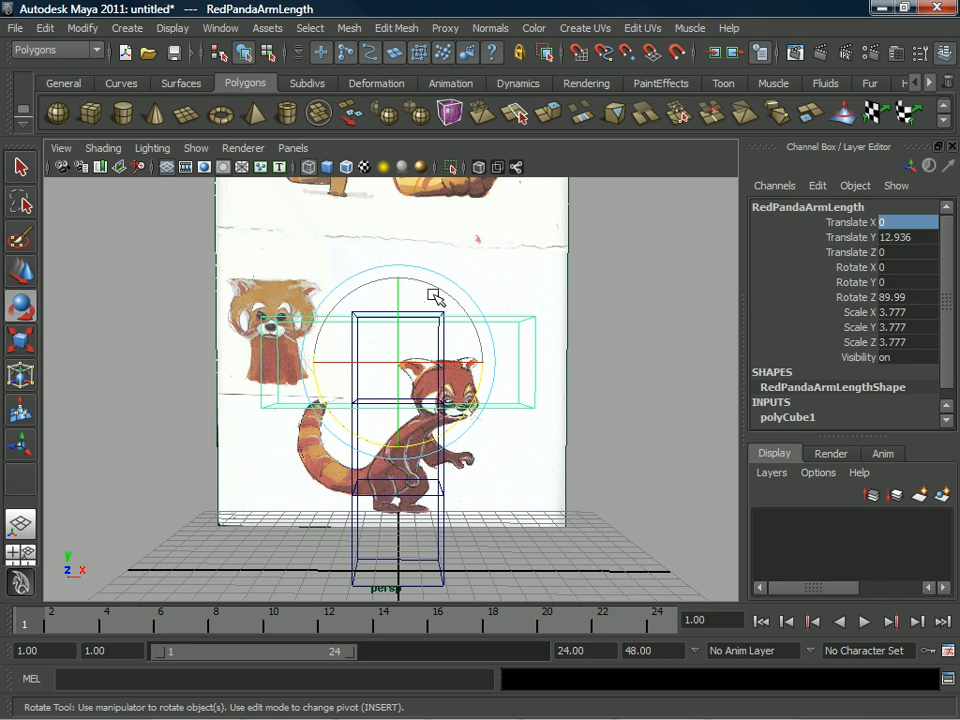 Autodesk Maya 2011: untitled* --- RedPandaArmLength
File Edit Modify Create Display Window Assets Select Mesh Edit Mesh Proxy Normals Color Create UVs Edit UVs Muscle Help
Polygons
General Curves Surfaces Polygons Subdivs Deformation Animation Dynamics Rendering PaintEffects Toon Muscle Fluids Fur H
View Shading Lighting Show Renderer Panels
Channel Box / Layer Editor
Channels Edit Object Show
RedPandaArmLength
Translate X 0
Translate Y 12.936
Translate Z 0
Rotate X 0
Rotate Y 0
Rotate Z 89.99
Scale X 3.777
Scale Y 3.777
Scale Z 3.777
Visibility on
SHAPES
RedPandaArmLengthShape
INPUTS
polyCube1
Display Render Anim
Layers Options Help
Y
Z X
persp
1 2 4 6 8 10 12 14 16 18 20 22 24 1.00
1.00 1.00 1 24 24.00 48.00 No Anim Layer No Character Set
MEL
Rotate Tool: Use manipulator to rotate object(s). Use edit mode to change pivot (INSERT).